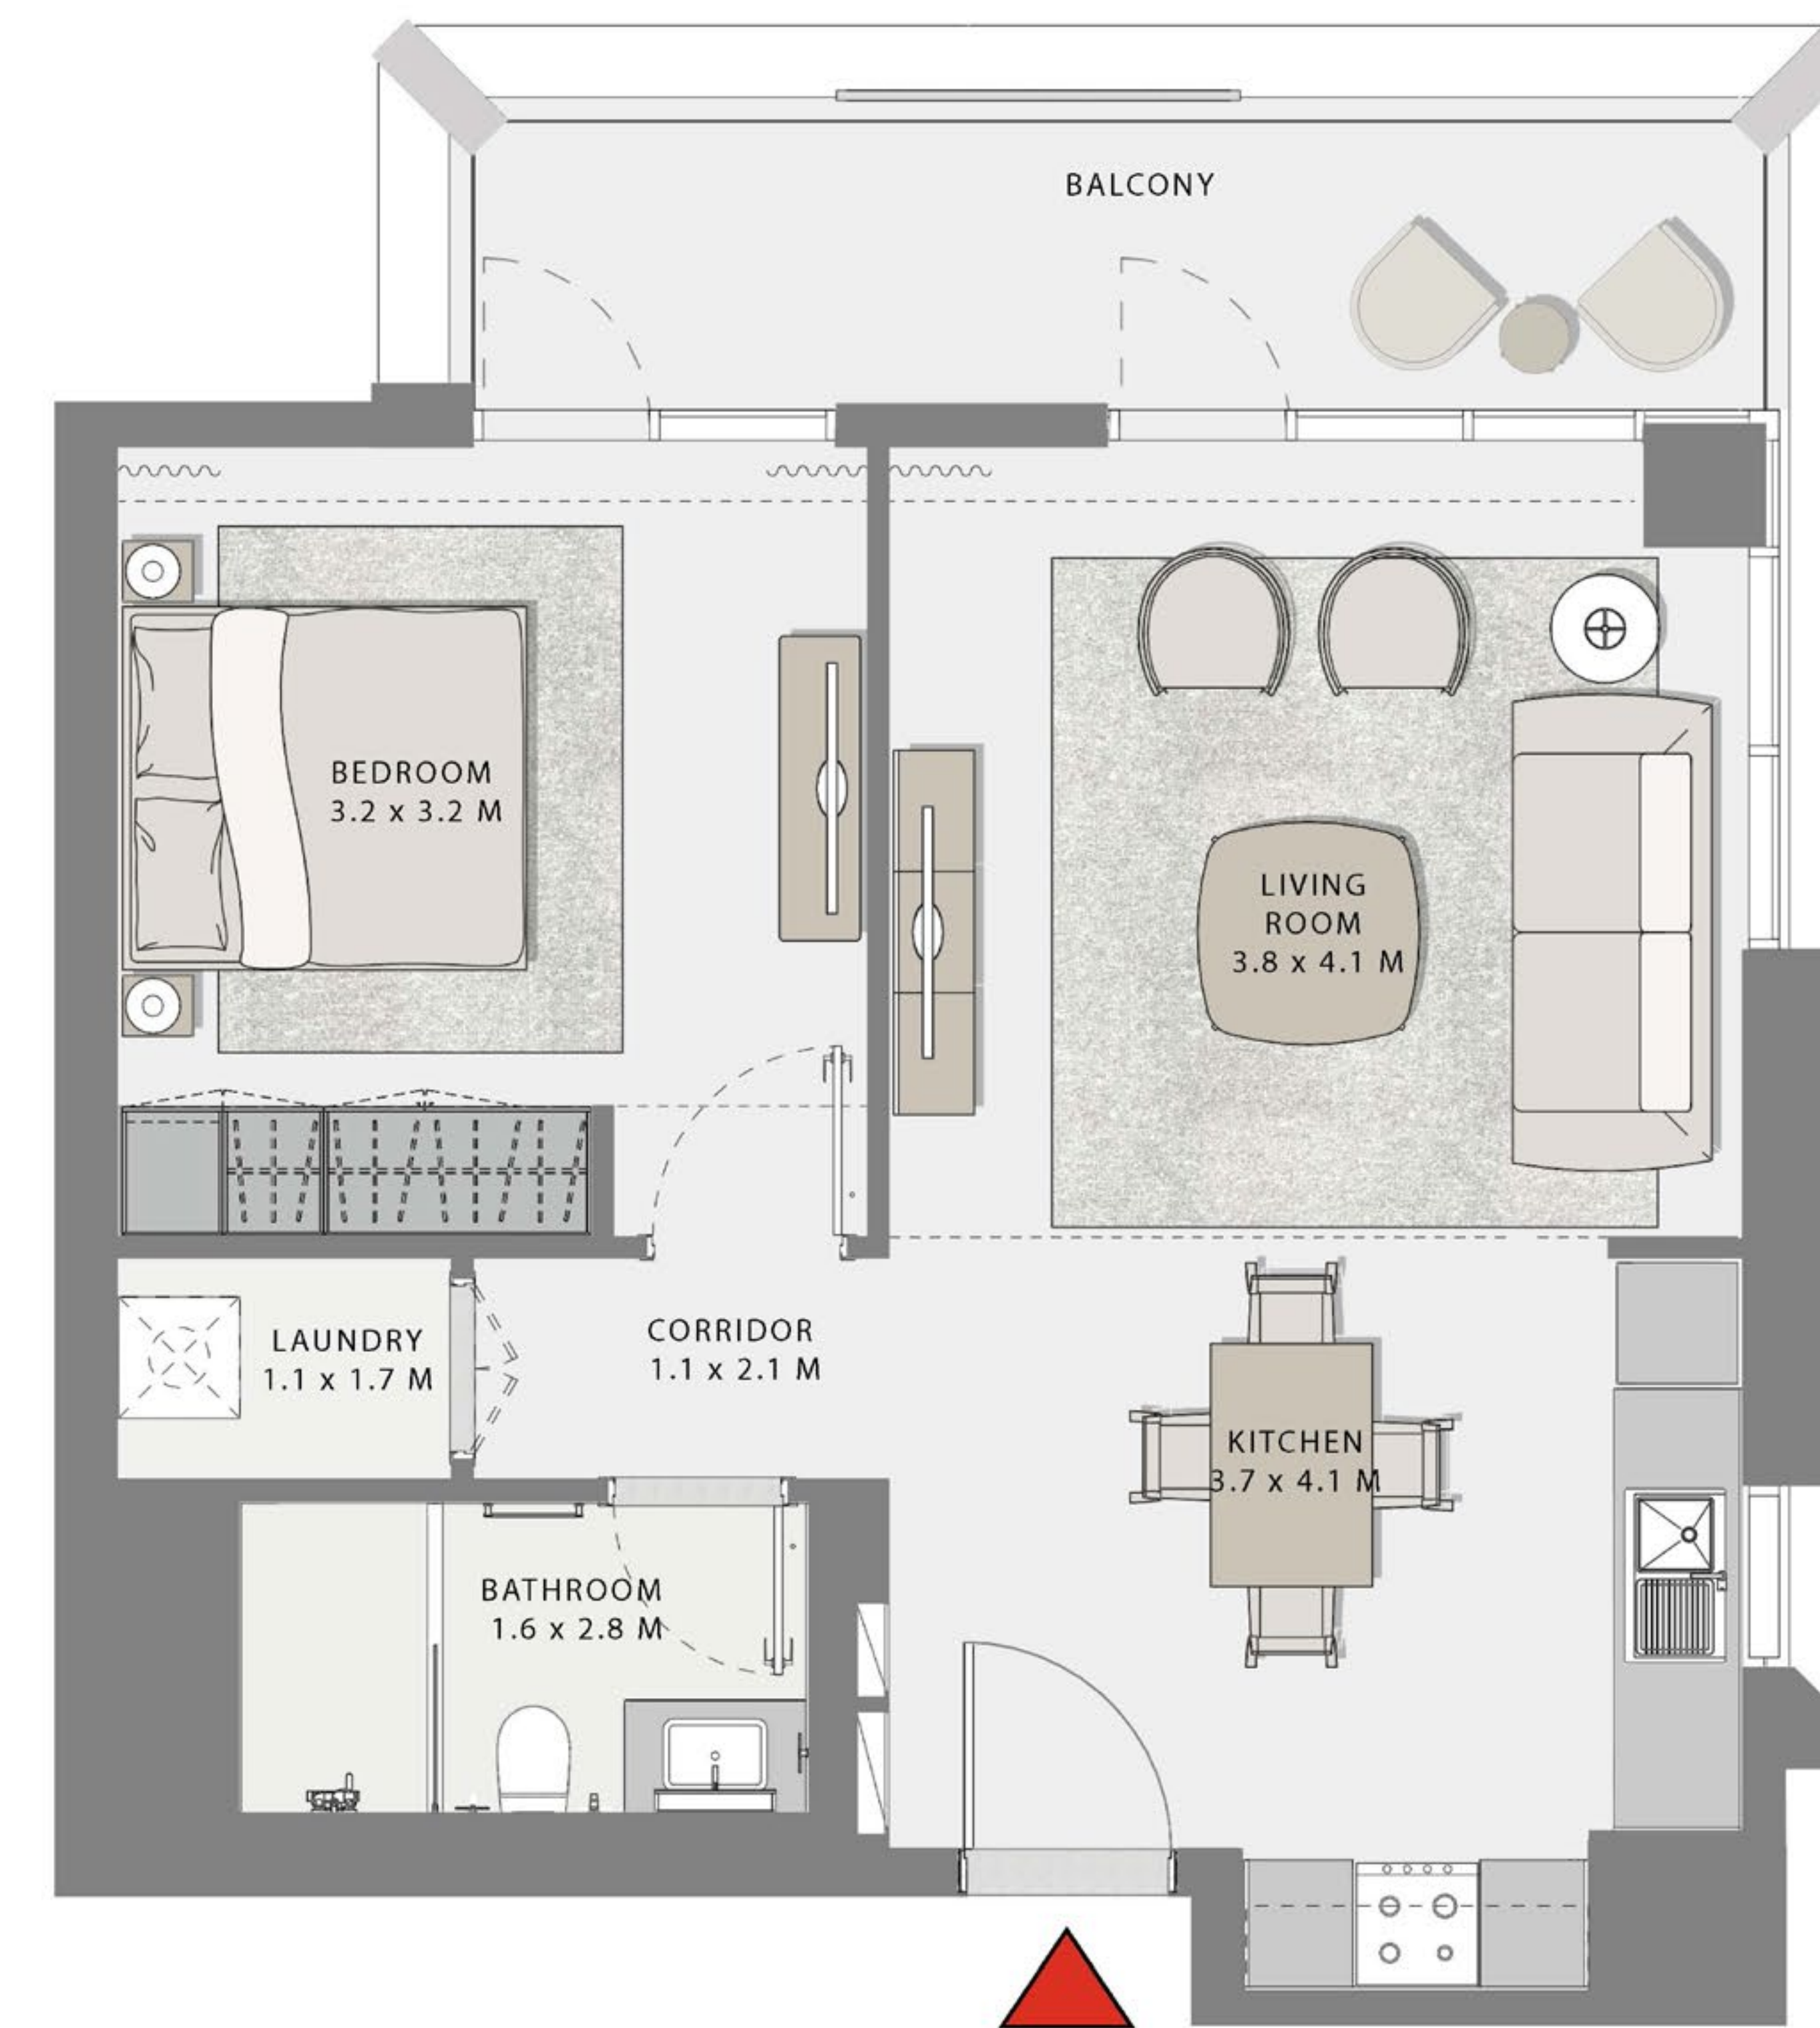 BALCONY
BEDROOM
3.2 x 3.2 M
LIVING
ROOM
3.8 x 4.1 M
LAUNDRY
1.1 x 1.7 M
CORRIDOR
1.1 x 2.1 M
KITCHEN
3.7 x 4.1 M
BATHROOM
1.6 x 2.8 M